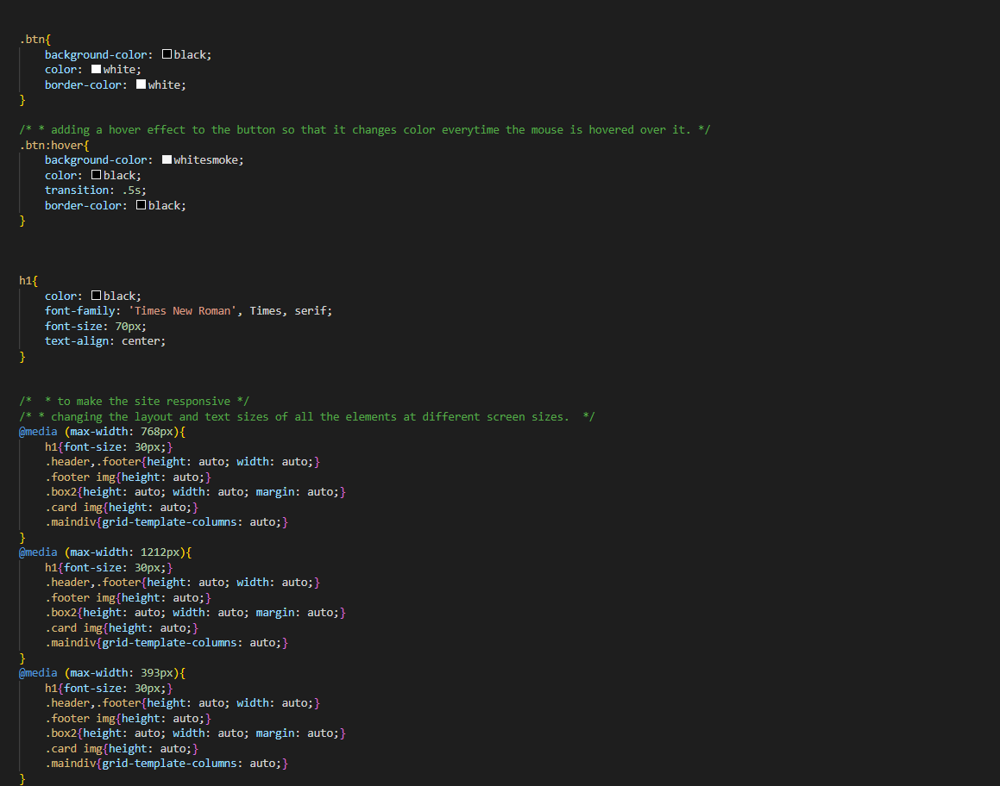 .btn{
    background-color: black;
    color: white;
    border-color: white;
}
/* * adding a hover effect to the button so that it changes color everytime the mouse is hovered over it. */
.btn:hover{
    background-color: whitesmoke;
    color: black;
    transition: .5s;
    border-color: black;
}
h1{
    color: black;
    font-family: 'Times New Roman', Times, serif;
    font-size: 70px;
    text-align: center;
}
/*  * to make the site responsive */
/* * changing the layout and text sizes of all the elements at different screen sizes.  */
@media (max-width: 768px){
    h1{font-size: 30px;}
    .header,.footer{height: auto; width: auto;}
    .footer img{height: auto;}
    .box2{height: auto; width: auto; margin: auto;}
    .card img{height: auto;}
    .maindiv{grid-template-columns: auto;}
}
@media (max-width: 1212px){
    h1{font-size: 30px;}
    .header,.footer{height: auto; width: auto;}
    .footer img{height: auto;}
    .box2{height: auto; width: auto; margin: auto;}
    .card img{height: auto;}
    .maindiv{grid-template-columns: auto;}
}
@media (max-width: 393px){
    h1{font-size: 30px;}
    .header,.footer{height: auto; width: auto;}
    .footer img{height: auto;}
    .box2{height: auto; width: auto; margin: auto;}
    .card img{height: auto;}
    .maindiv{grid-template-columns: auto;}
}